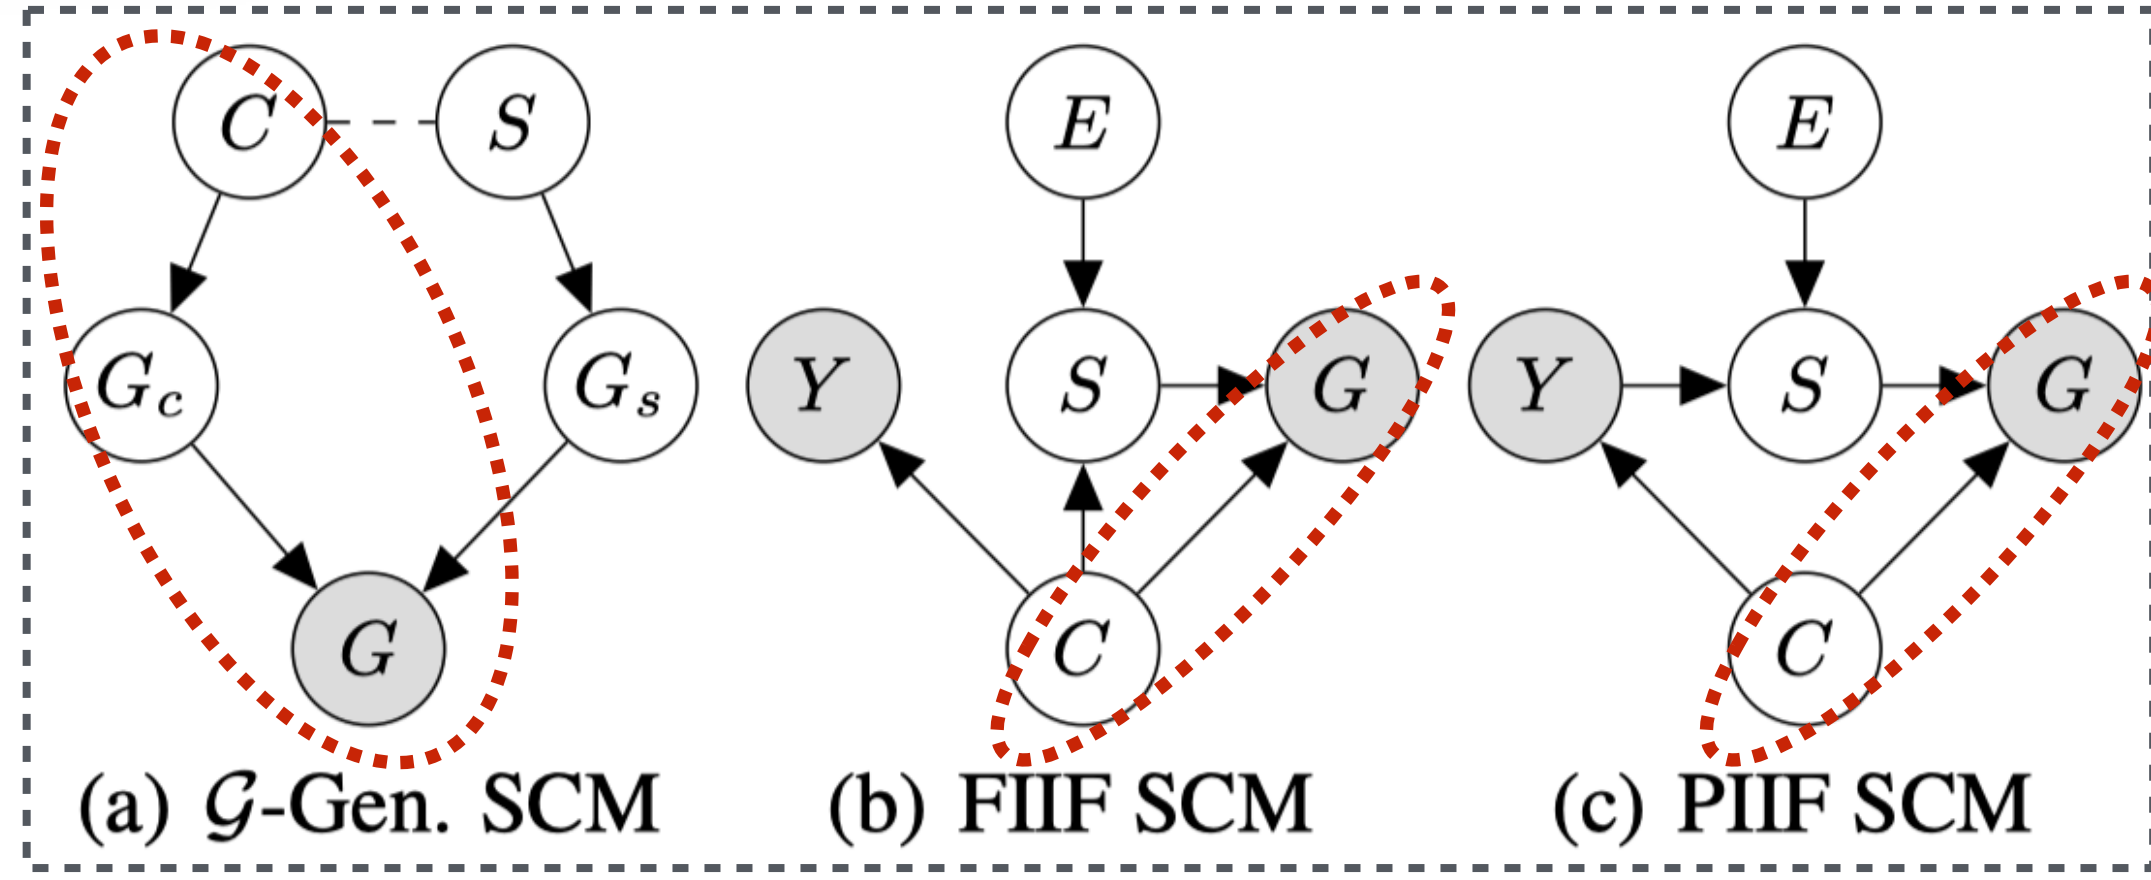 C S E E
G_c G_s Y S G Y S G
G C C
(a) 𝒢-Gen. SCM (b) FIIF SCM (c) PIIF SCM